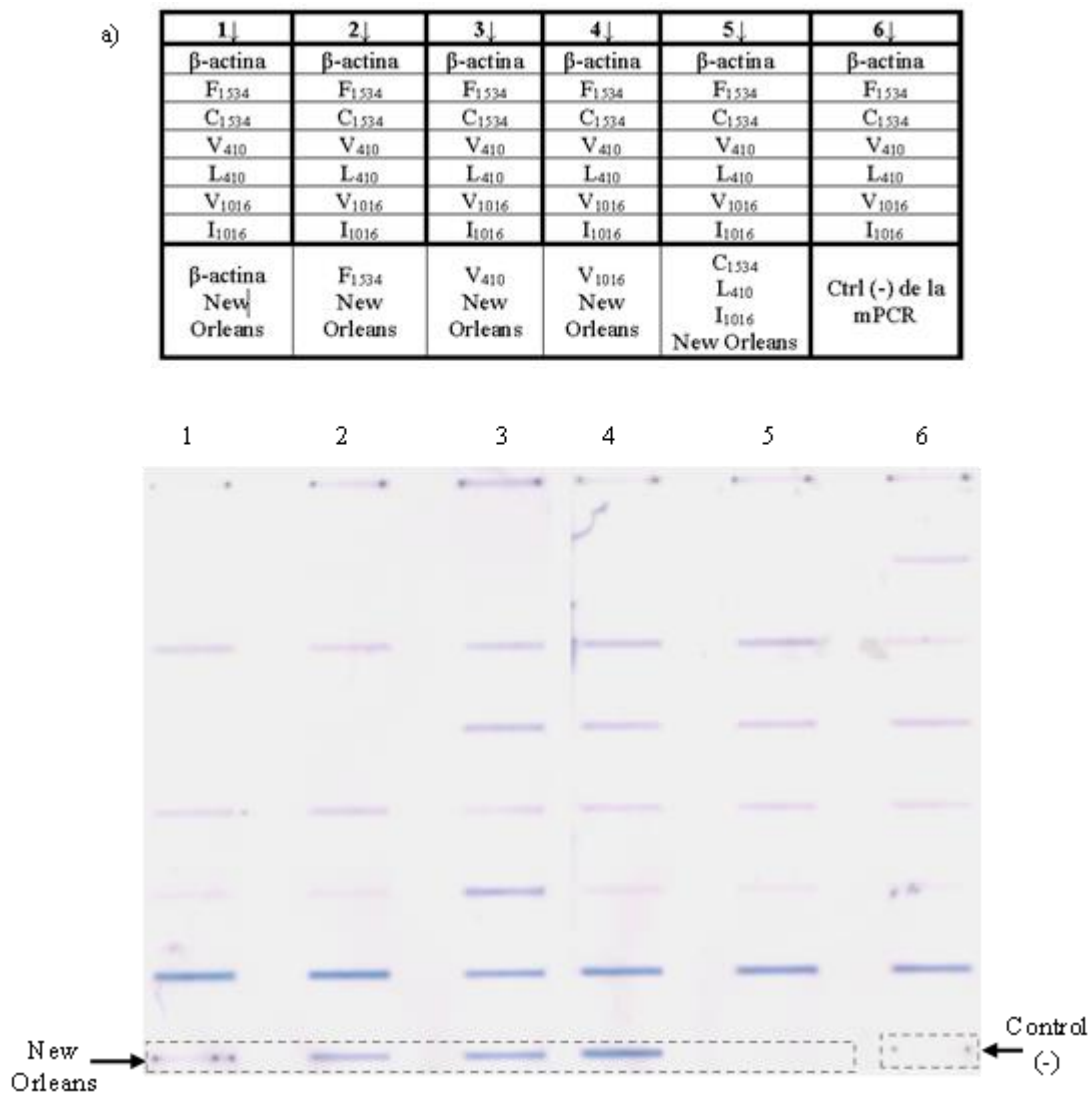 a)
1↓ 2↓ 3↓ 4↓ 5↓ 6↓
β-actina β-actina β-actina β-actina β-actina β-actina
F1534 F1534 F1534 F1534 F1534 F1534
C1534 C1534 C1534 C1534 C1534 C1534
V410 V410 V410 V410 V410 V410
L410 L410 L410 L410 L410 L410
V1016 V1016 V1016 V1016 V1016 V1016
I1016 I1016 I1016 I1016 I1016 I1016
β-actina
New
Orleans
F1534
New
Orleans
V410
New
Orleans
V1016
New
Orleans
C1534
L410
I1016
New Orleans
Ctrl (-) de la
mPCR
1 2 3 4 5 6
New
Orleans
Control
(-)